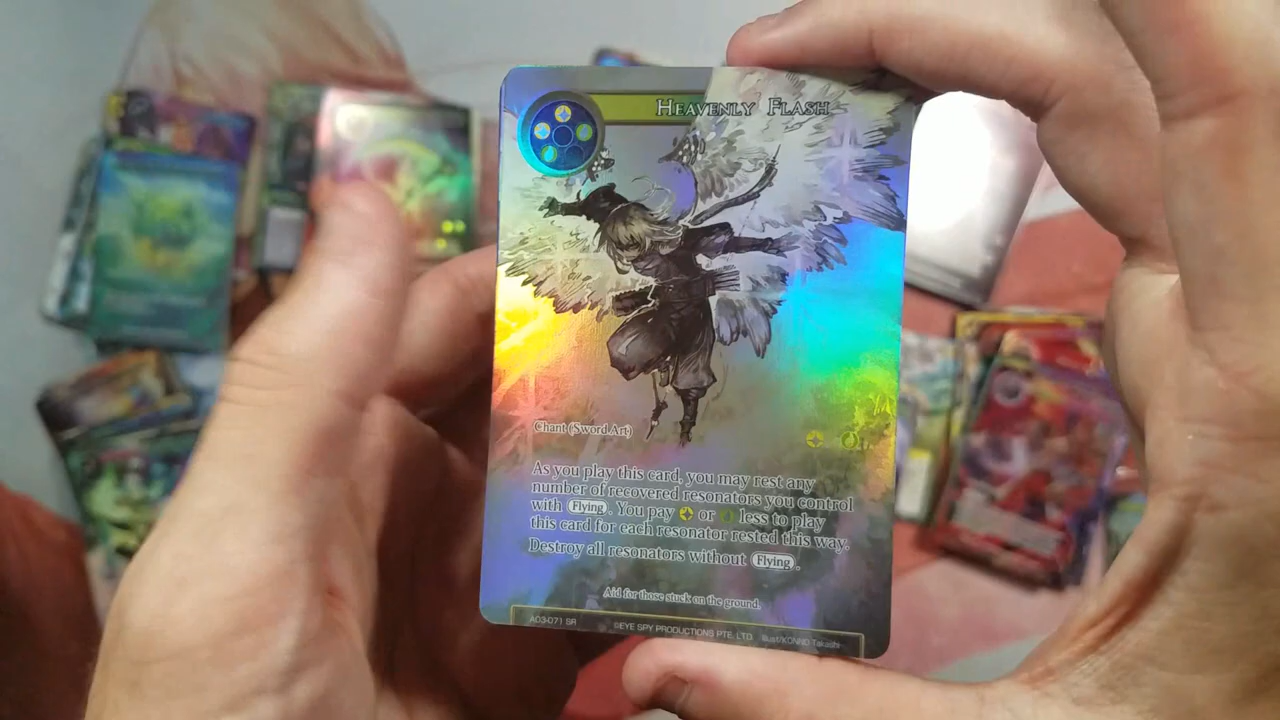 HEAVENLY FLASH
Chant (Sword Art)
As you play this card, you may rest any
number of recovered resonators you control
with Flying. You pay or less to play
this card for each resonator rested this way.
Destroy all resonators without Flying.
Aid for those stuck on the ground.
AO3-071 SR ©EYE SPY PRODUCTIONS PTE. LTD. Illust/KONNO Takashi